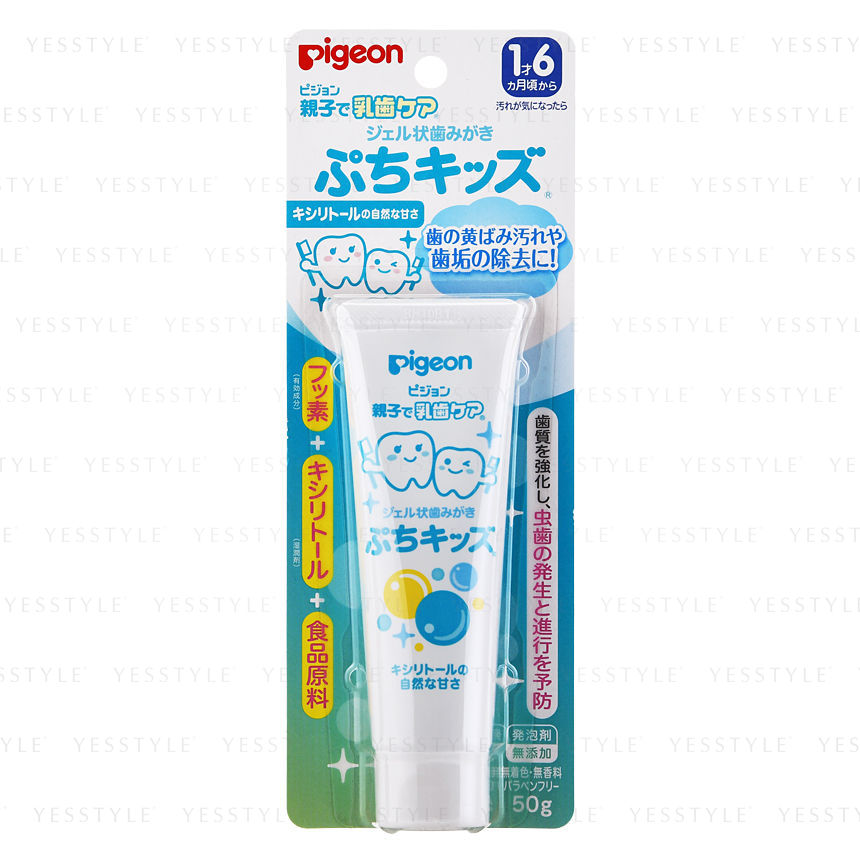 Pigeon
1才6
カ月頃から
汚れが気になったら
ピジョン
親子で乳歯ケア®
ジェル状歯みがき
ぷちキッズ®
キシリトールの自然な甘さ
歯の黄ばみ汚れや
歯垢の除去に!
フッ素
(有効成分)
+
キシリトール
(湿潤剤)
+
食品原料
Pigeon
ピジョン
親子で乳歯ケア®
ジェル状歯みがき
ぷちキッズ
キシリトールの
自然な甘さ
歯質を強化し、虫歯の発生と進行を予防
発泡剤
無添加
無着色・無香料
パラベンフリー
50g
YESSTYLE